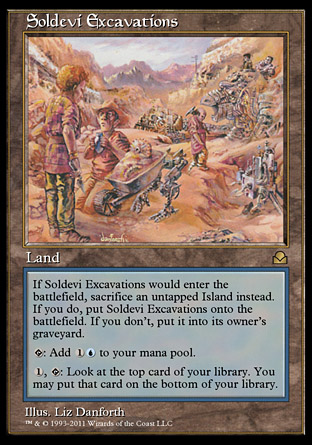 Soldevi Excavations
danforth
Land
If Soldevi Excavations would enter the
battlefield, sacrifice an untapped Island instead.
If you do, put Soldevi Excavations onto the
battlefield. If you don't, put it into its owner's
graveyard.
: Add 1 to your mana pool.
1, : Look at the top card of your library. You
may put that card on the bottom of your library.
Illus. Liz Danforth
™ & © 1993-2011 Wizards of the Coast LLC